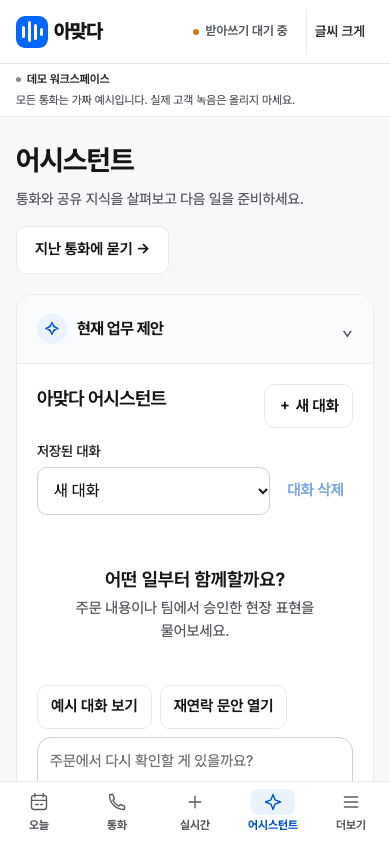 아맞다
받아쓰기 대기 중
글씨 크게
데모 워크스페이스
모든 통화는 가짜 예시입니다. 실제 고객 녹음은 올리지 마세요.
어시스턴트
통화와 공유 지식을 살펴보고 다음 일을 준비하세요.
지난 통화에 묻기 →
현재 업무 제안
아맞다 어시스턴트
+ 새 대화
저장된 대화
새 대화
대화 삭제
어떤 일부터 함께할까요?
주문 내용이나 팀에서 승인한 현장 표현을
물어보세요.
예시 대화 보기
재연락 문안 열기
주문에서 다시 확인할 게 있을까요?
오늘
통화
실시간
어시스턴트
더보기